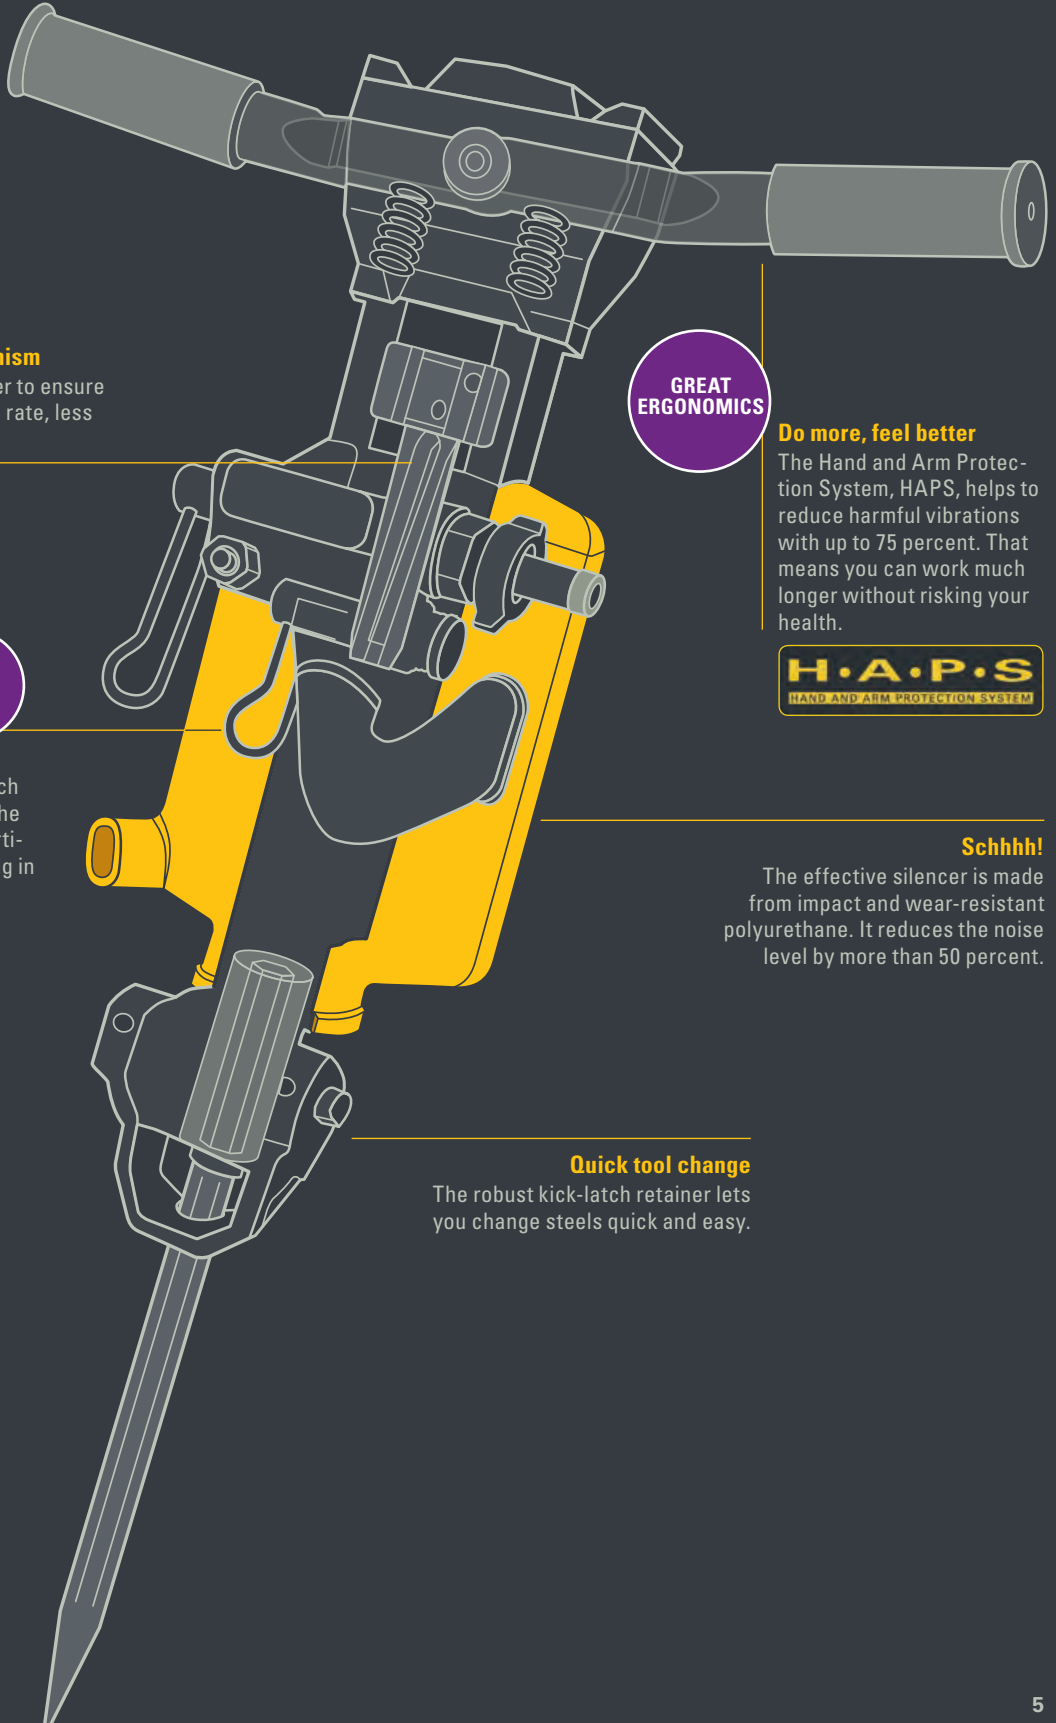 er to ensure
rate, less
GREAT
ERGONOMICS
Do more, feel better
The Hand and Arm Protec-
tion System, HAPS, helps to
reduce harmful vibrations
with up to 75 percent. That
means you can work much
longer without risking your
health.
H·A·P·S
HAND AND ARM PROTECTION SYSTEM
g in
Schhhh!
The effective silencer is made
from impact and wear-resistant
polyurethane. It reduces the noise
level by more than 50 percent.
Quick tool change
The robust kick-latch retainer lets
you change steels quick and easy.
5